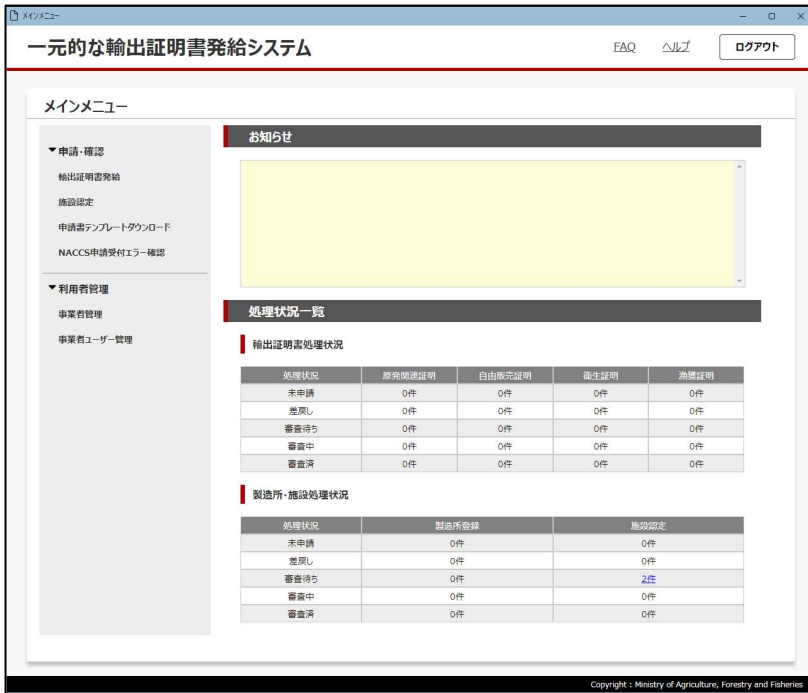 メインメニュー
一元的な輸出証明書発給システム
FAQ ヘルプ ログアウト
メインメニュー
▼申請・確認
輸出証明書発給
施設認定
申請書テンプレートダウンロード
NACCS申請受付エラー確認
▼利用者管理
事業者管理
事業者ユーザー管理
お知らせ
処理状況一覧
輸出証明書処理状況
処理状況 原発関連証明 自由販売証明 衛生証明 漁獲証明
未申請 0件 0件 0件 0件
差戻し 0件 0件 0件 0件
審査待ち 0件 0件 0件 0件
審査中 0件 0件 0件 0件
審査済 0件 0件 0件 0件
製造所・施設処理状況
処理状況 製造所登録 施設認定
未申請 0件 0件
差戻し 0件 0件
審査待ち 0件 2件
審査中 0件 0件
審査済 0件 0件
Copyright : Ministry of Agriculture, Forestry and Fisheries